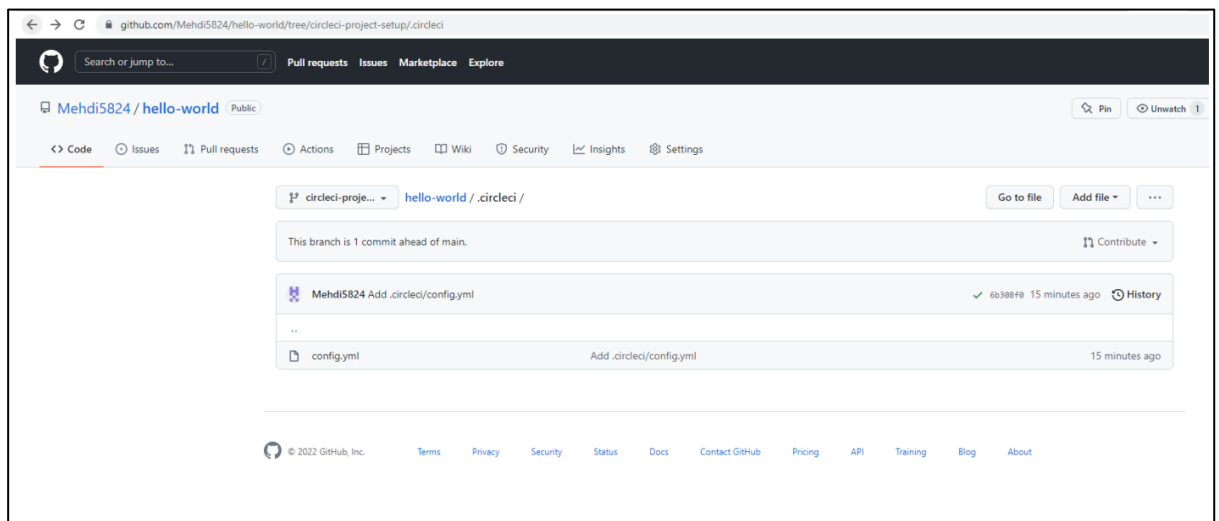 github.com/Mehdi5824/hello-world/tree/circleci-project-setup/.circleci
Search or jump to... / Pull requests Issues Marketplace Explore
Mehdi5824 / hello-world Public Pin Unwatch 1
<> Code Issues Pull requests Actions Projects Wiki Security Insights Settings
circleci-proje... hello-world / .circleci / Go to file Add file ...
This branch is 1 commit ahead of main. Contribute
Mehdi5824 Add .circleci/config.yml 6b308f0 15 minutes ago History
..
config.yml Add .circleci/config.yml 15 minutes ago
© 2022 GitHub, Inc. Terms Privacy Security Status Docs Contact GitHub Pricing API Training Blog About